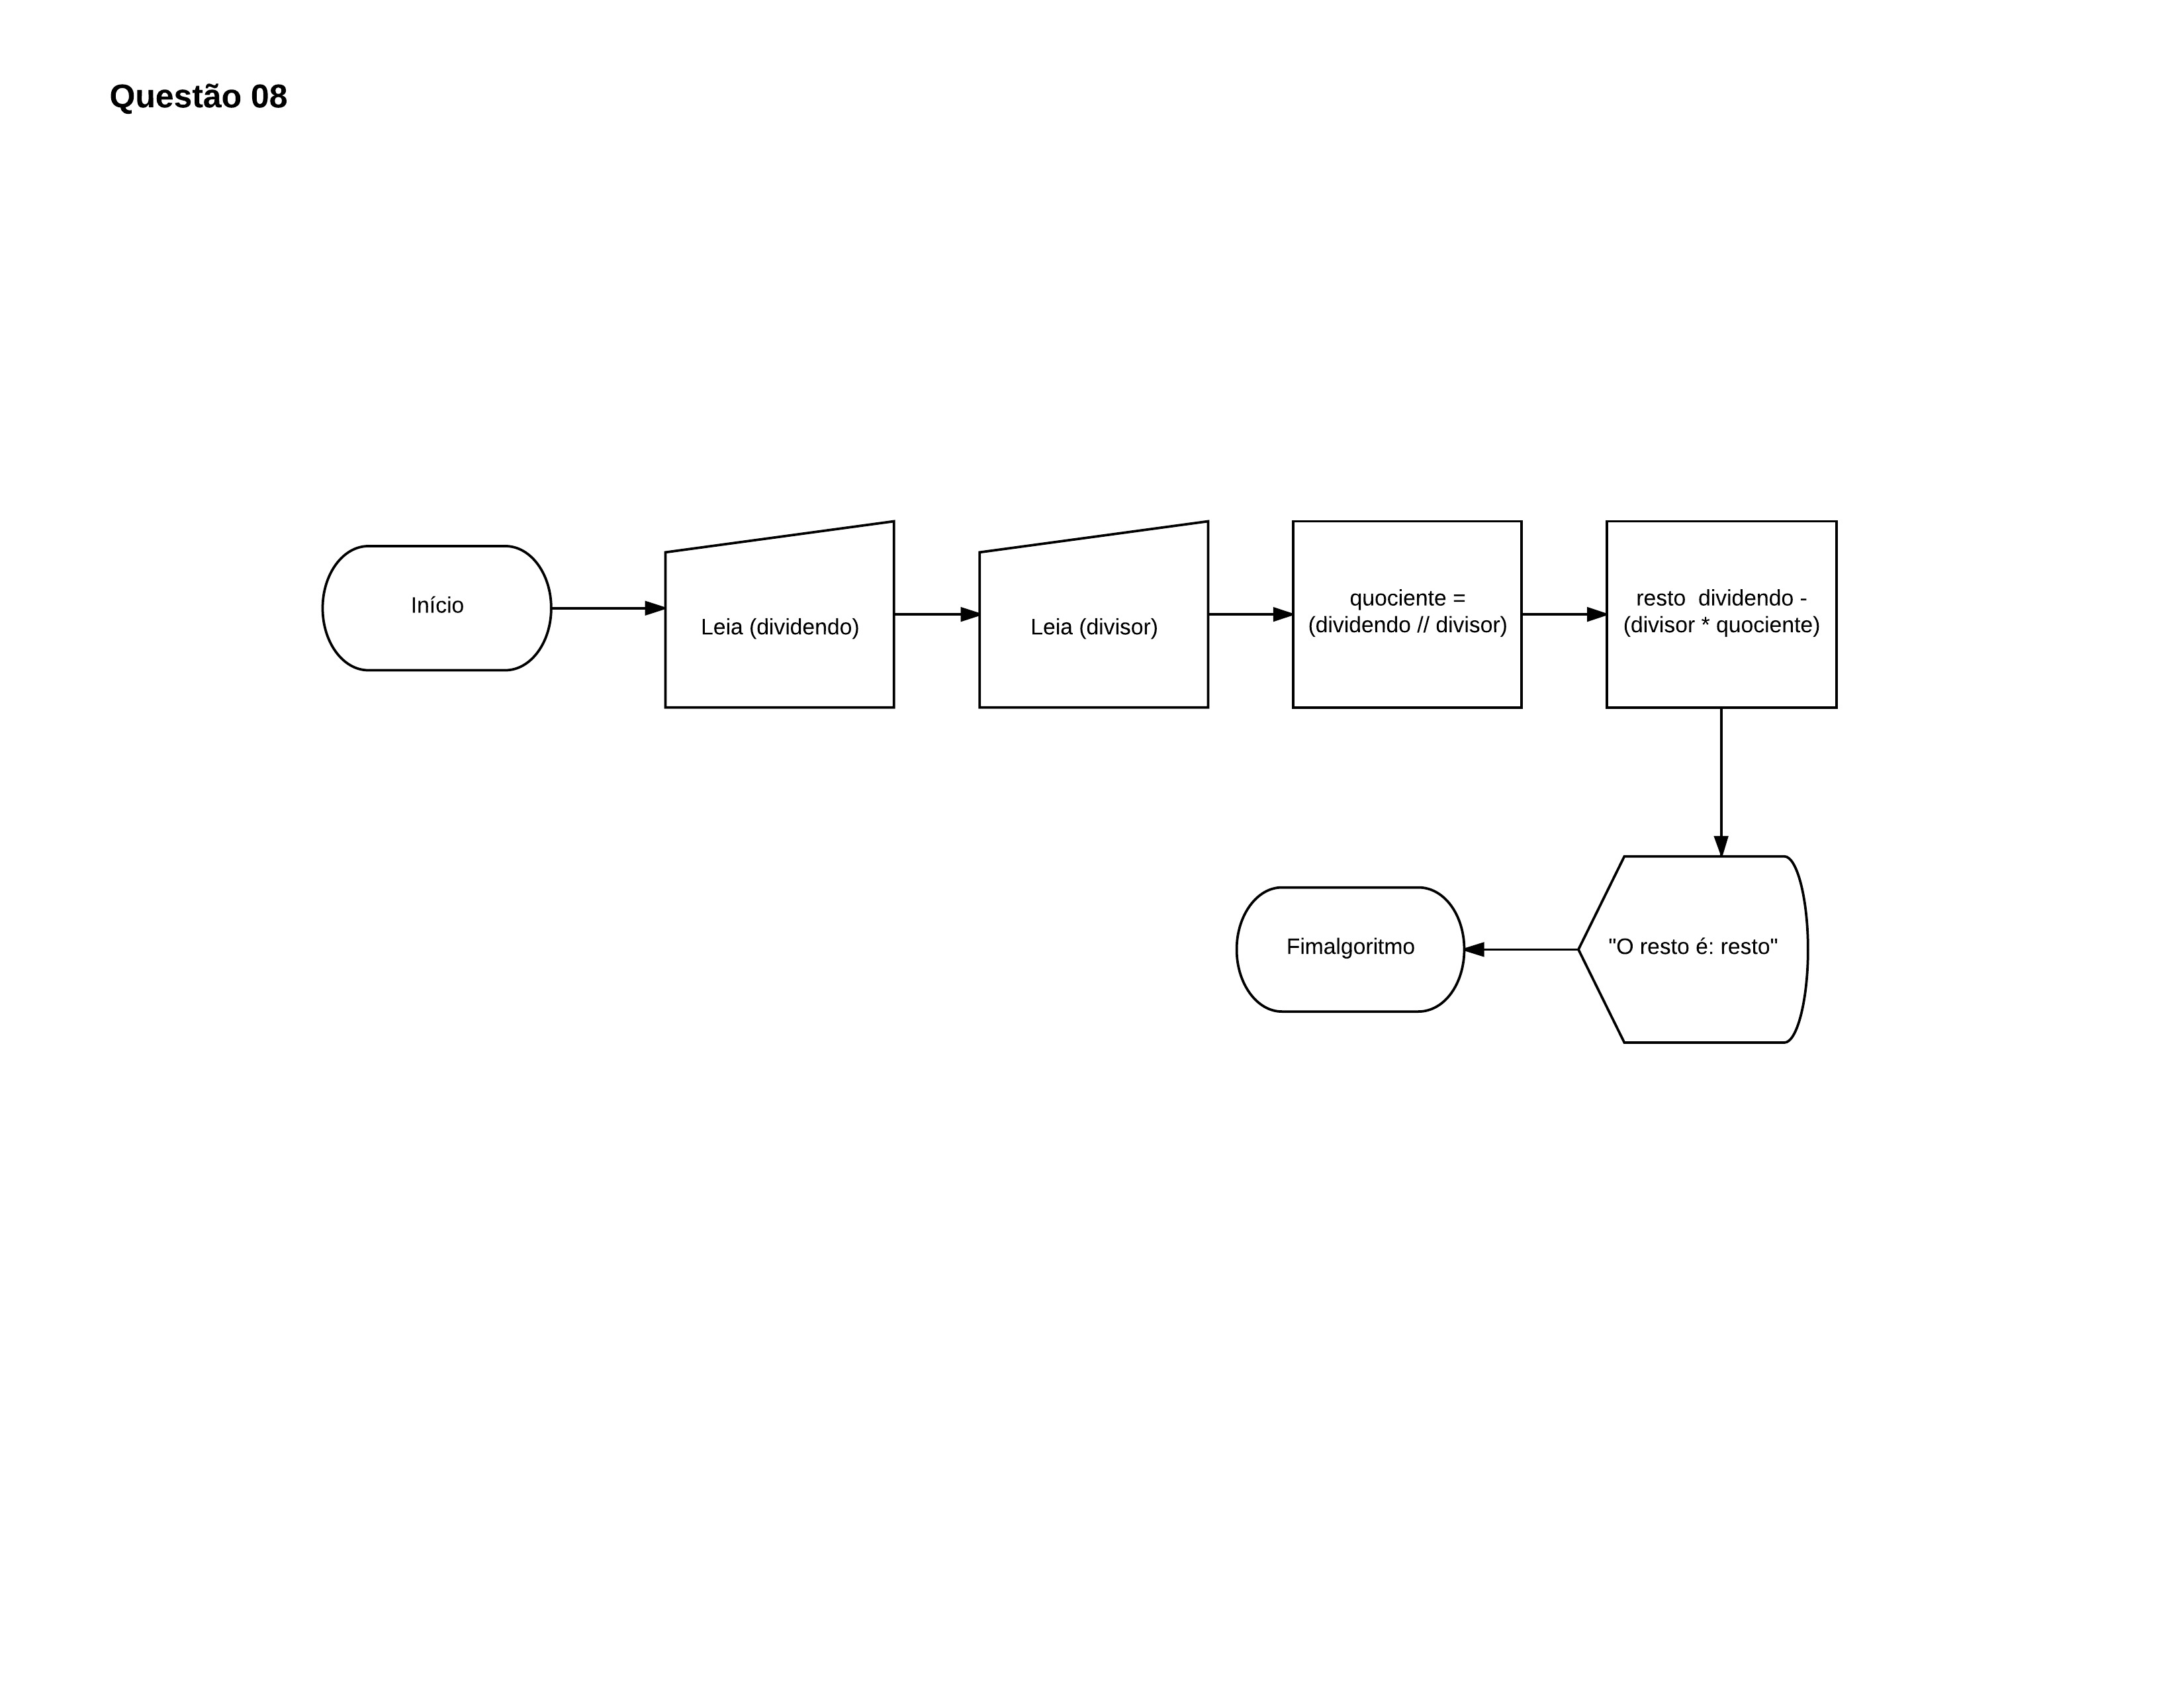 Questão 08
Início
Leia (dividendo)
Leia (divisor)
quociente =
(dividendo // divisor)
resto  dividendo -
(divisor * quociente)
"O resto é: resto"
Fimalgoritmo